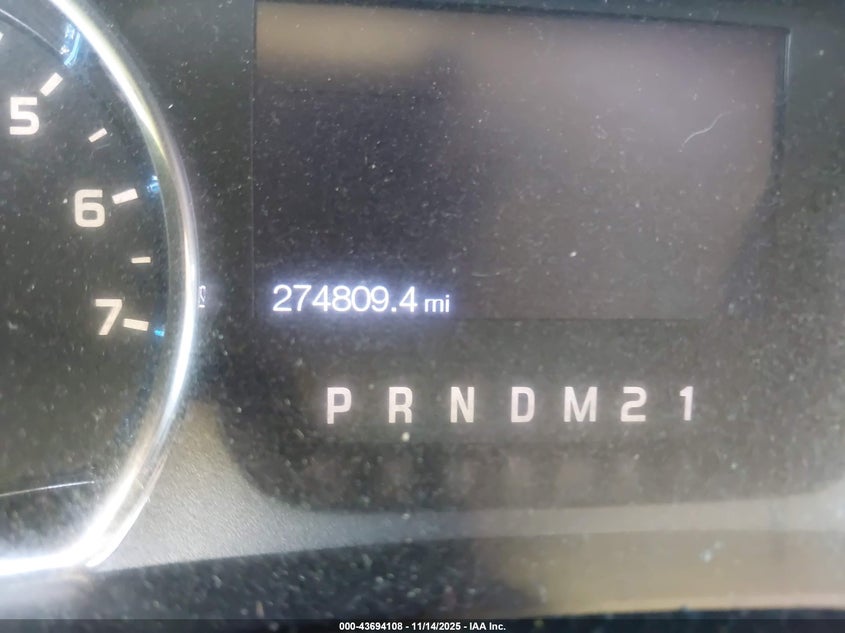 5
6
7
274809.4 mi
P R N D M 2 1
000-43694108 - 11/14/2025 - IAA Inc.